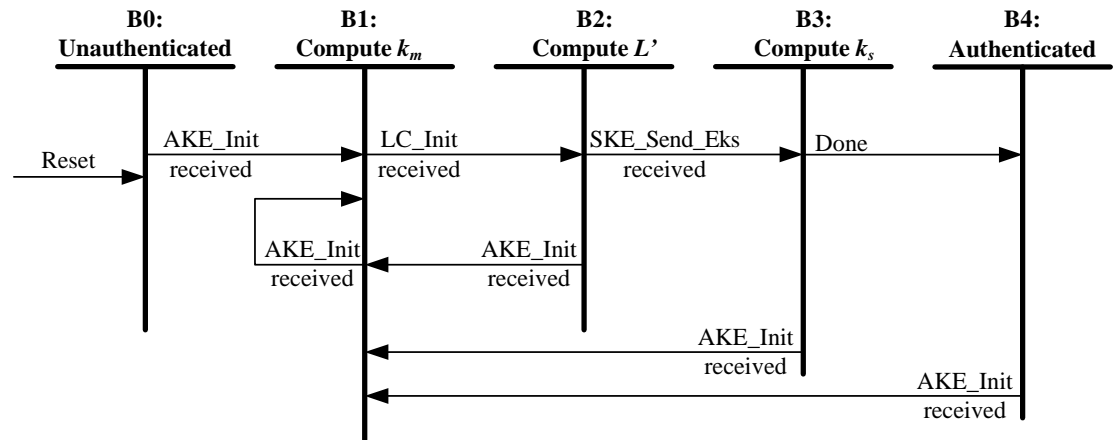 B0:
Unauthenticated
B1:
Compute km
B2:
Compute L’
B3:
Compute ks
B4:
Authenticated
Reset
AKE_Init
received
LC_Init
received
SKE_Send_Eks
received
Done
AKE_Init
received
AKE_Init
received
AKE_Init
received
AKE_Init
received